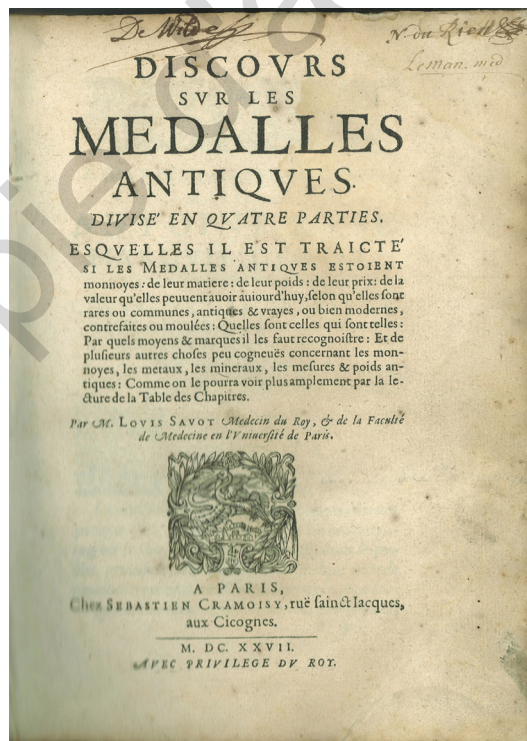 De Wilde
N. du Rieu
Leman. med
DISCOVRS
SVR LES
MEDALLES
ANTIQVES.
DIVISE' EN QVATRE PARTIES.
ESQVELLES IL EST TRAICTE'
SI LES MEDALLES ANTIQVES ESTOIENT
monnoyes : de leur matiere : de leur poids : de leur prix : de la
valeur qu'elles peuuent auoir auiourd'huy, selon qu'elles sont
rares ou communes, antiques & vrayes, ou bien modernes,
contrefaites ou moulées : Quelles sont celles qui sont telles :
Par quels moyens & marques il les faut recognoistre : Et de
plusieurs autres choses peu cogneuës concernant les mon-
noyes, les metaux, les mineraux, les mesures & poids an-
tiques : Comme on le pourra voir plus amplement par la le-
cture de la Table des Chapitres.
Par M. LOVIS SAVOT Medecin du Roy, & de la Faculté
de Medecine en l'Vniuersité de Paris.
A PARIS,
Chez SEBASTIEN CRAMOISY, ruë sainct Iacques,
aux Cicognes.
M. DC. XXVII.
AVEC PRIVILEGE DV ROY.